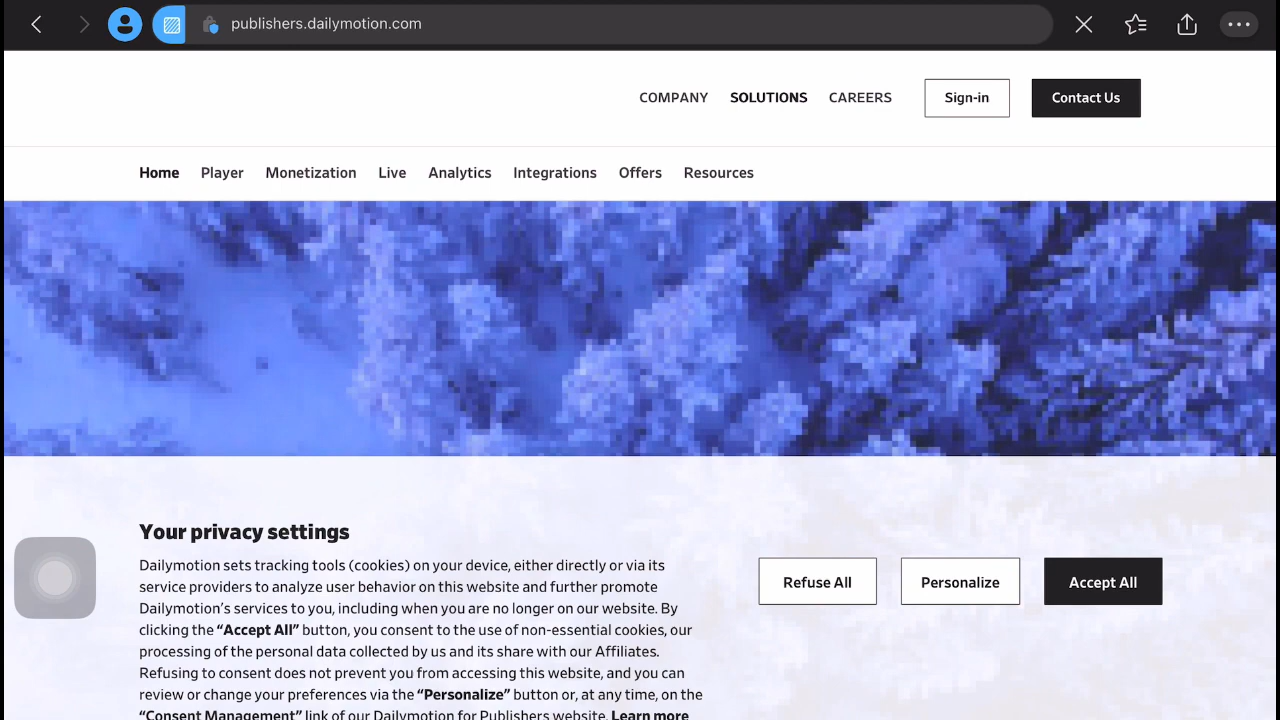 publishers.dailymotion.com
COMPANY SOLUTIONS CAREERS Sign-in Contact Us
Home Player Monetization Live Analytics Integrations Offers Resources
Your privacy settings
Dailymotion sets tracking tools (cookies) on your device, either directly or via its
service providers to analyze user behavior on this website and further promote
Dailymotion’s services to you, including when you are no longer on our website. By
clicking the “Accept All” button, you consent to the use of non-essential cookies, our
processing of the personal data collected by us and its share with our Affiliates.
Refusing to consent does not prevent you from accessing this website, and you can
review or change your preferences via the “Personalize” button or, at any time, on the
“Consent Management” link of our Dailymotion for Publishers website. Learn more
Refuse All Personalize Accept All